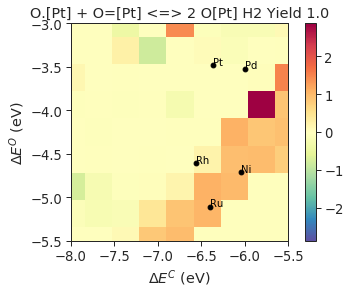 O.[Pt] + O=[Pt] <=> 2 O[Pt] H2 Yield 1.0
−3.0
−3.5
−4.0
−4.5
−5.0
−5.5
ΔE^O (eV)
Pt
Pd
Rh
Ni
Ru
−8.0 −7.5 −7.0 −6.5 −6.0 −5.5
ΔE^C (eV)
2
1
0
−1
−2